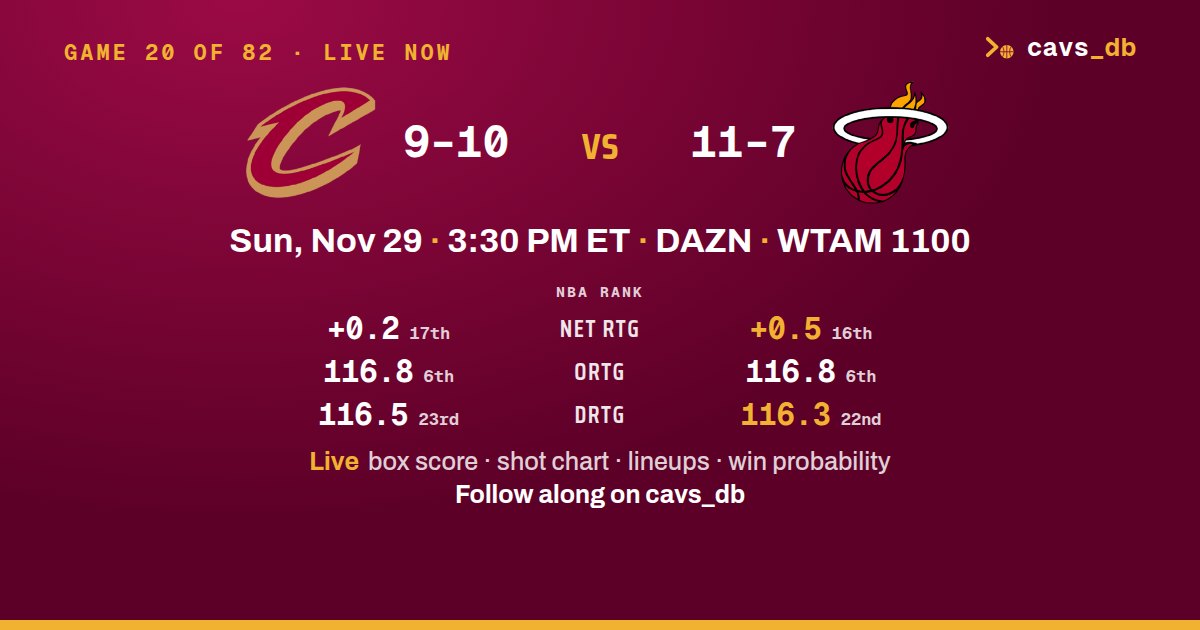 GAME 20 OF 82 · LIVE NOW
cavs_db
9–10 VS 11–7
Sun, Nov 29 · 3:30 PM ET · DAZN · WTAM 1100
NBA RANK
+0.2 17th NET RTG +0.5 16th
116.8 6th ORTG 116.8 6th
116.5 23rd DRTG 116.3 22nd
Live box score · shot chart · lineups · win probability
Follow along on cavs_db